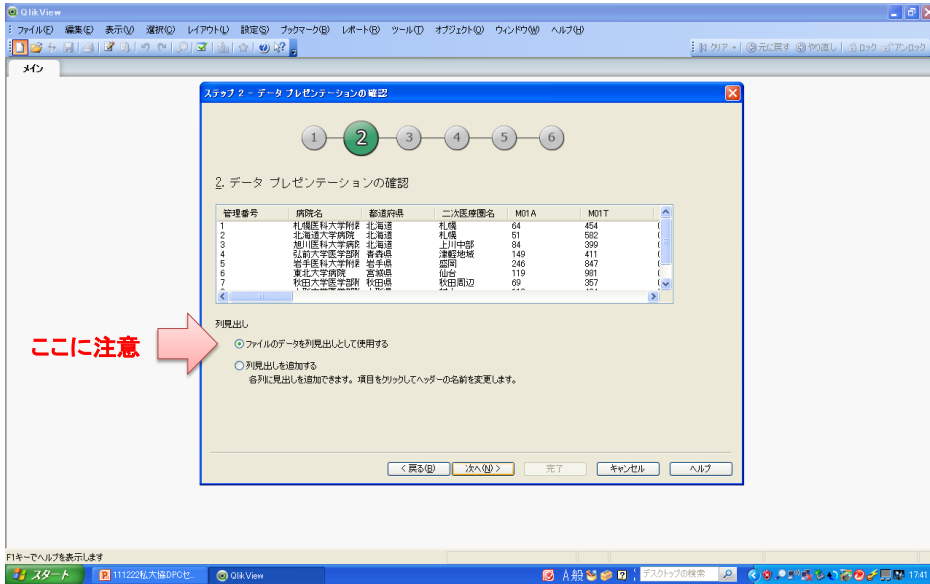 QlikView
ファイル(F) 編集(E) 表示(V) 選択(Q) レイアウト(L) 設定(S) ブックマーク(B) レポート(R) ツール(T) オブジェクト(O) ウィンドウ(W) ヘルプ(H)
クリア 元に戻す やり直し ロック アンロック
メイン
ステップ 2 - データ プレゼンテーションの確認
1 2 3 4 5 6
2. データ プレゼンテーションの確認
管理番号 病院名 都道府県 二次医療圏名 M01A M01T
1 札幌医科大学附 北海道 札幌 64 454
2 北海道大学病院 北海道 札幌 51 582
3 旭川医科大学病 北海道 上川中部 84 399
4 弘前大学医学部附 青森県 津軽地域 149 411
5 岩手医科大学附 岩手県 盛岡 246 847
6 東北大学病院 宮城県 仙台 119 981
7 秋田大学医学部附 秋田県 秋田周辺 69 357
列見出し
ここに注意
ファイルのデータを列見出しとして使用する
列見出しを追加する
各列に見出しを追加できます。項目をクリックしてヘッダーの名前を変更します。
< 戻る(B) 次へ(N) > 完了 キャンセル ヘルプ
F1キーでヘルプを表示します
スタート 111222私大協DPCセ... QlikView A 般 デスクトップの検索 17:41